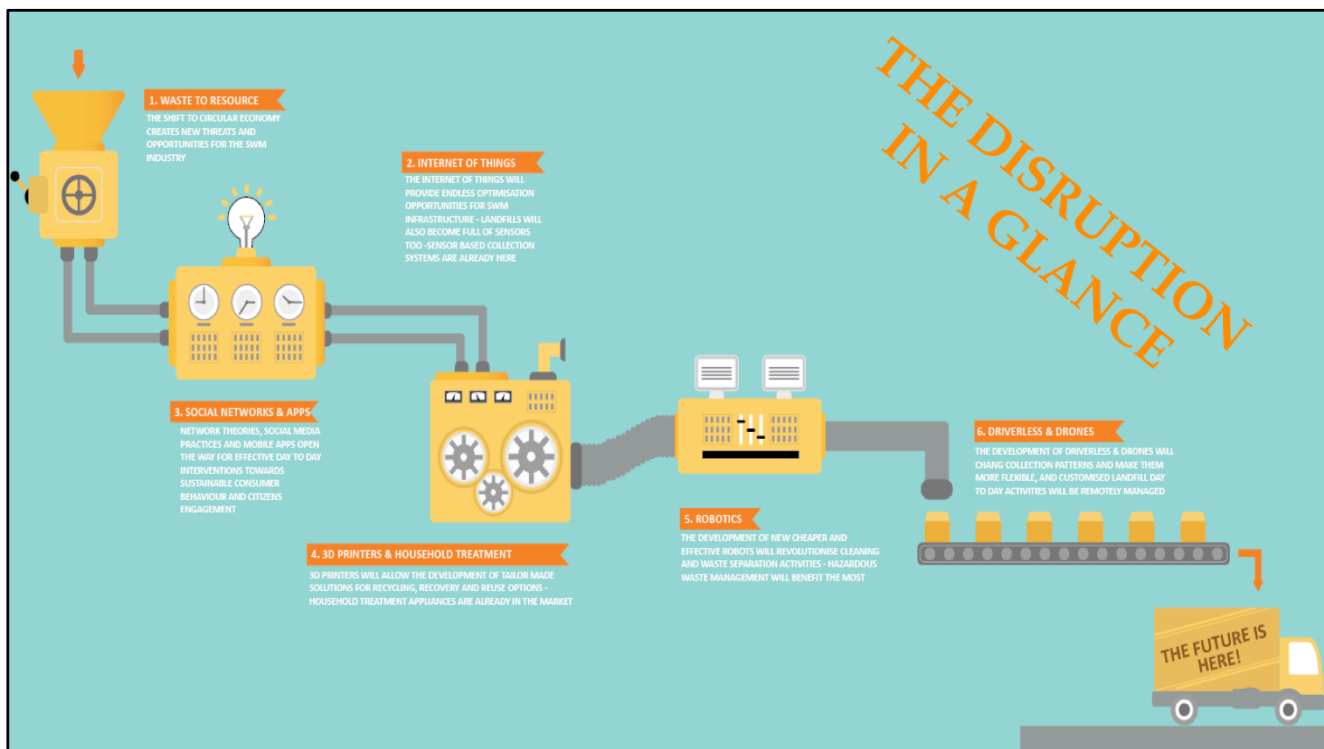 THE DISRUPTION
IN A GLANCE
1. WASTE TO RESOURCE
THE SHIFT TO CIRCULAR ECONOMY
CREATES NEW THREATS AND
OPPORTUNITIES FOR THE SWM
INDUSTRY
2. INTERNET OF THINGS
THE INTERNET OF THINGS WILL
PROVIDE ENDLESS OPTIMISATION
OPPORTUNITIES FOR SWM
INFRASTRUCTURE - LANDFILLS WILL
ALSO BECOME FULL OF SENSORS
TOO -SENSOR BASED COLLECTION
SYSTEMS ARE ALREADY HERE
3. SOCIAL NETWORKS & APPS
NETWORK THEORIES, SOCIAL MEDIA
PRACTICES AND MOBILE APPS OPEN
THE WAY FOR EFFECTIVE DAY TO DAY
INTERVENTIONS TOWARDS
SUSTAINABLE CONSUMER
BEHAVIOUR AND CITIZENS
ENGAGEMENT
4. 3D PRINTERS & HOUSEHOLD TREATMENT
3D PRINTERS WILL ALLOW THE DEVELOPMENT OF TAILOR MADE
SOLUTIONS FOR RECYCLING, RECOVERY AND REUSE OPTIONS -
HOUSEHOLD TREATMENT APPLIANCES ARE ALREADY IN THE MARKET
5. ROBOTICS
THE DEVELOPMENT OF NEW CHEAPER AND
EFFECTIVE ROBOTS WILL REVOLUTIONISE CLEANING
AND WASTE SEPARATION ACTIVITIES - HAZARDOUS
WASTE MANAGEMENT WILL BENEFIT THE MOST
6. DRIVERLESS & DRONES
THE DEVELOPMENT OF DRIVERLESS & DRONES WILL
CHANG COLLECTION PATTERNS AND MAKE THEM
MORE FLEXIBLE, AND CUSTOMISED LANDFILL DAY
TO DAY ACTIVITIES WILL BE REMOTELY MANAGED
THE FUTURE IS
HERE!